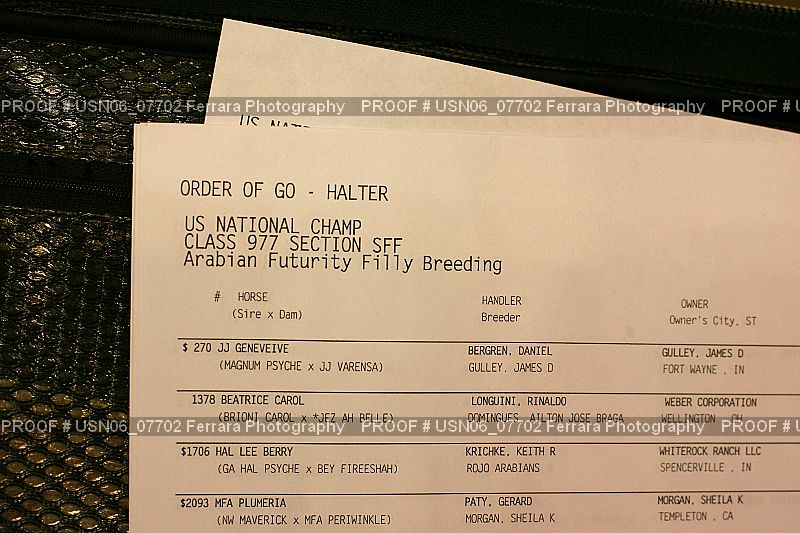 PROOF # USN06_07702 Ferrara Photography PROOF # USN06_07702 Ferrara Photography PROOF #
US NAT
ORDER OF GO - HALTER
US NATIONAL CHAMP
CLASS 977 SECTION SFF
Arabian Futurity Filly Breeding
# HORSE HANDLER OWNER
(Sire x Dam) Breeder Owner's City, ST
$ 270 JJ GENEVEIVE BERGREN, DANIEL GULLEY, JAMES D
(MAGNUM PSYCHE x JJ VARENSA) GULLEY, JAMES D FORT WAYNE , IN
1378 BEATRICE CAROL LONGUINI, RINALDO WEBER CORPORATION
(BRIONI CAROL x *JFZ AH BELLE) DOMINGUES, AILTON JOSE BRAGA WELLINGTON , OH
PROOF # USN06_07702 Ferrara Photography PROOF # USN06_07702 Ferrara Photography PROOF #
$1706 HAL LEE BERRY KRICHKE, KEITH R WHITEROCK RANCH LLC
(GA HAL PSYCHE x BEY FIREESHAH) ROJO ARABIANS SPENCERVILLE , IN
$2093 MFA PLUMERIA PATY, GERARD MORGAN, SHEILA K
(NW MAVERICK x MFA PERIWINKLE) MORGAN, SHEILA K TEMPLETON , CA